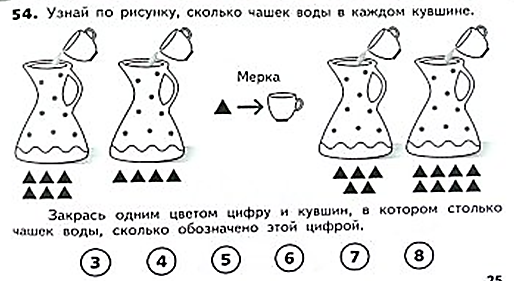 54. Узнай по рисунку, сколько чашек воды в каждом кувшине.
Мерка
Закрась одним цветом цифру и кувшин, в котором столько
чашек воды, сколько обозначено этой цифрой.
3 4 5 6 7 8
25